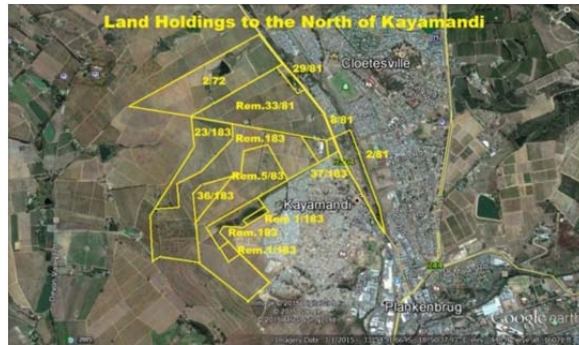 Land Holdings to the North of Kayamandi
Cloetesville
29/81
2/72
Rem.33/81
8/81
23/183
Rem.183
2/81
Rem.5/83
37/183
36/183
Kayamandi
Rem 1/183
Rem.183
Rem.1/183
Plankenbrug
Google earth